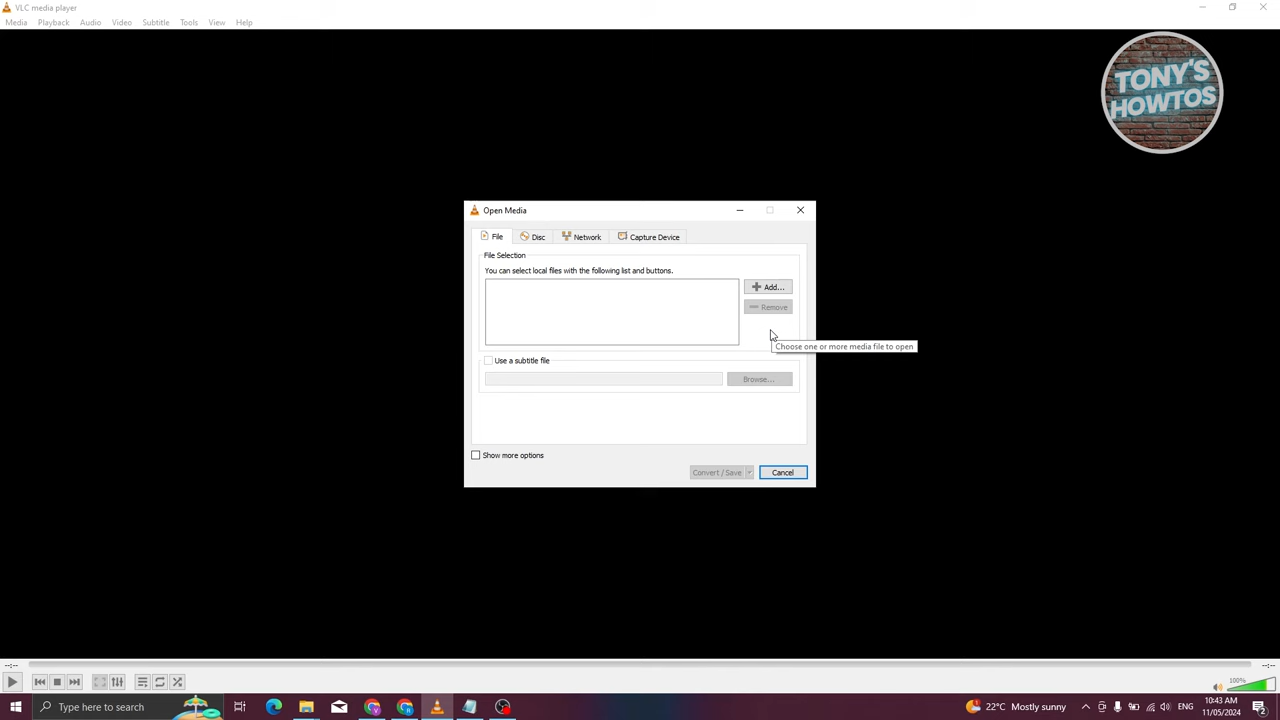 VLC media player
Media Playback Audio Video Subtitle Tools View Help
TONY'S
HOWTOS
Open Media
File Disc Network Capture Device
File Selection
You can select local files with the following list and buttons.
Add...
Remove
Choose one or more media file to open
Use a subtitle file
Browse...
Show more options
Convert / Save Cancel
--:-- --:--
100%
Type here to search
22°C Mostly sunny
ENG
10:43 AM
11/05/2024
2